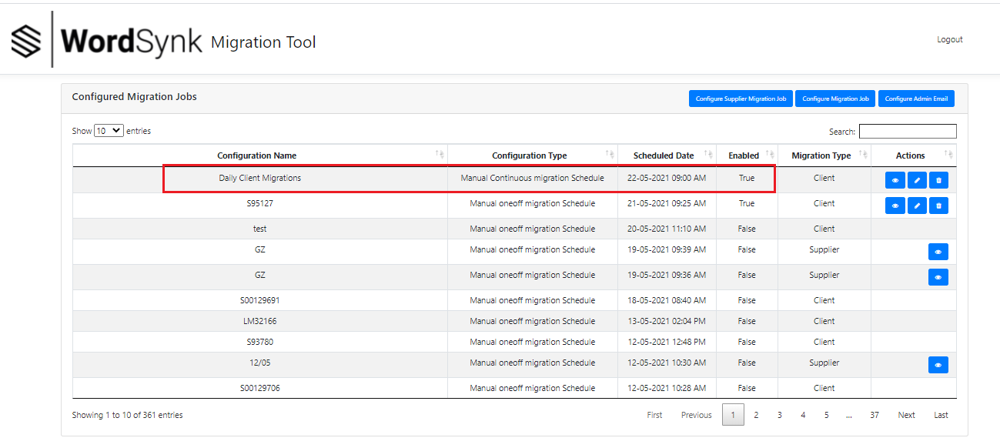 WordSynk Migration Tool Logout
Configured Migration Jobs Configure Supplier Migration Job Configure Migration Job Configure Admin Email
Show 10 entries Search:
Configuration Name Configuration Type Scheduled Date Enabled Migration Type Actions
Daily Client Migrations Manual Continuous migration Schedule 22-05-2021 09:00 AM True Client
S95127 Manual oneoff migration Schedule 21-05-2021 09:25 AM True Client
test Manual oneoff migration Schedule 20-05-2021 11:10 AM False Client
GZ Manual oneoff migration Schedule 19-05-2021 09:39 AM False Supplier
GZ Manual oneoff migration Schedule 19-05-2021 09:36 AM False Supplier
S00129691 Manual oneoff migration Schedule 18-05-2021 08:40 AM False Client
LM32166 Manual oneoff migration Schedule 13-05-2021 02:04 PM False Client
S93780 Manual oneoff migration Schedule 12-05-2021 12:48 PM False Client
12/05 Manual oneoff migration Schedule 12-05-2021 10:30 AM False Supplier
S00129706 Manual oneoff migration Schedule 12-05-2021 10:28 AM False Client
Showing 1 to 10 of 361 entries First Previous 1 2 3 4 5 ... 37 Next Last